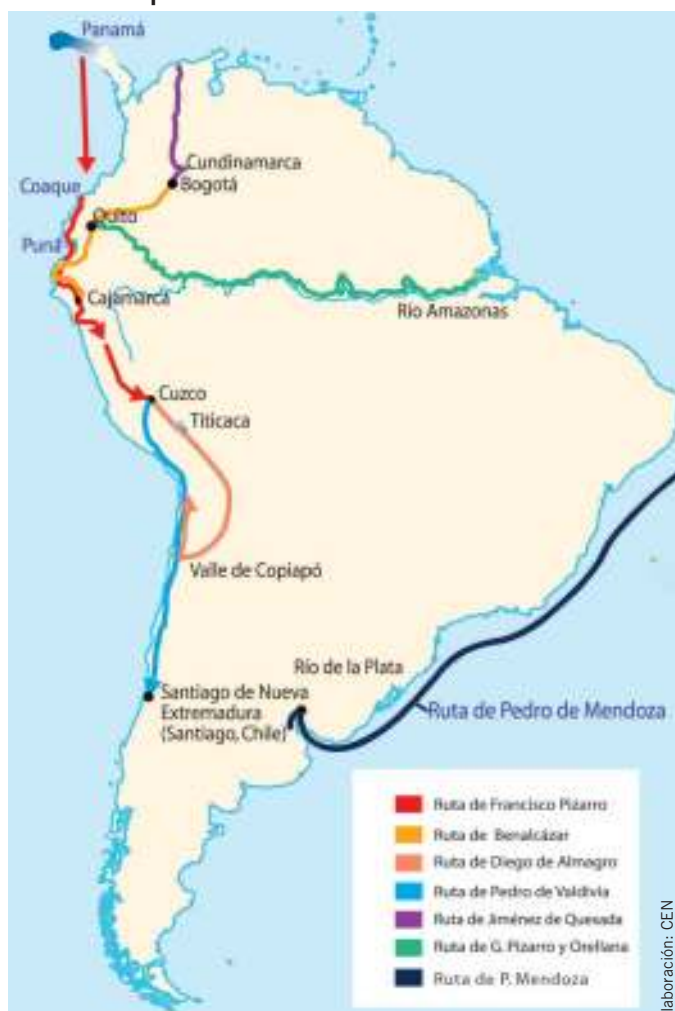 Panamá
Cundinamarca
Bogotá
Coaque
Quito
Puná
Cajamarca
Río Amazonas
Cuzco
Titicaca
Valle de Copiapó
Río de la Plata
Santiago de Nueva
Extremadura
(Santiago, Chile)
Ruta de Pedro de Mendoza
Ruta de Francisco Pizarro
Ruta de Benalcázar
Ruta de Diego de Almagro
Ruta de Pedro de Valdivia
Ruta de Jiménez de Quevada
Ruta de G. Pizarro y Orellana
Ruta de P. Mendoza
laboración: CEN